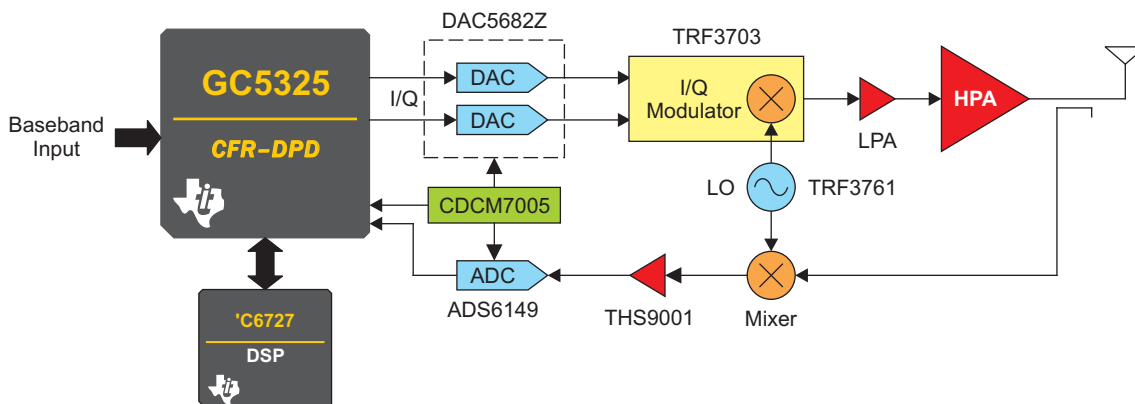 DAC5682Z
TRF3703
GC5325
CFR–DPD
Baseband
Input
I/Q
DAC
DAC
I/Q
Modulator
LPA
HPA
LO
TRF3761
CDCM7005
ADC
ADS6149
THS9001
Mixer
'C6727
DSP